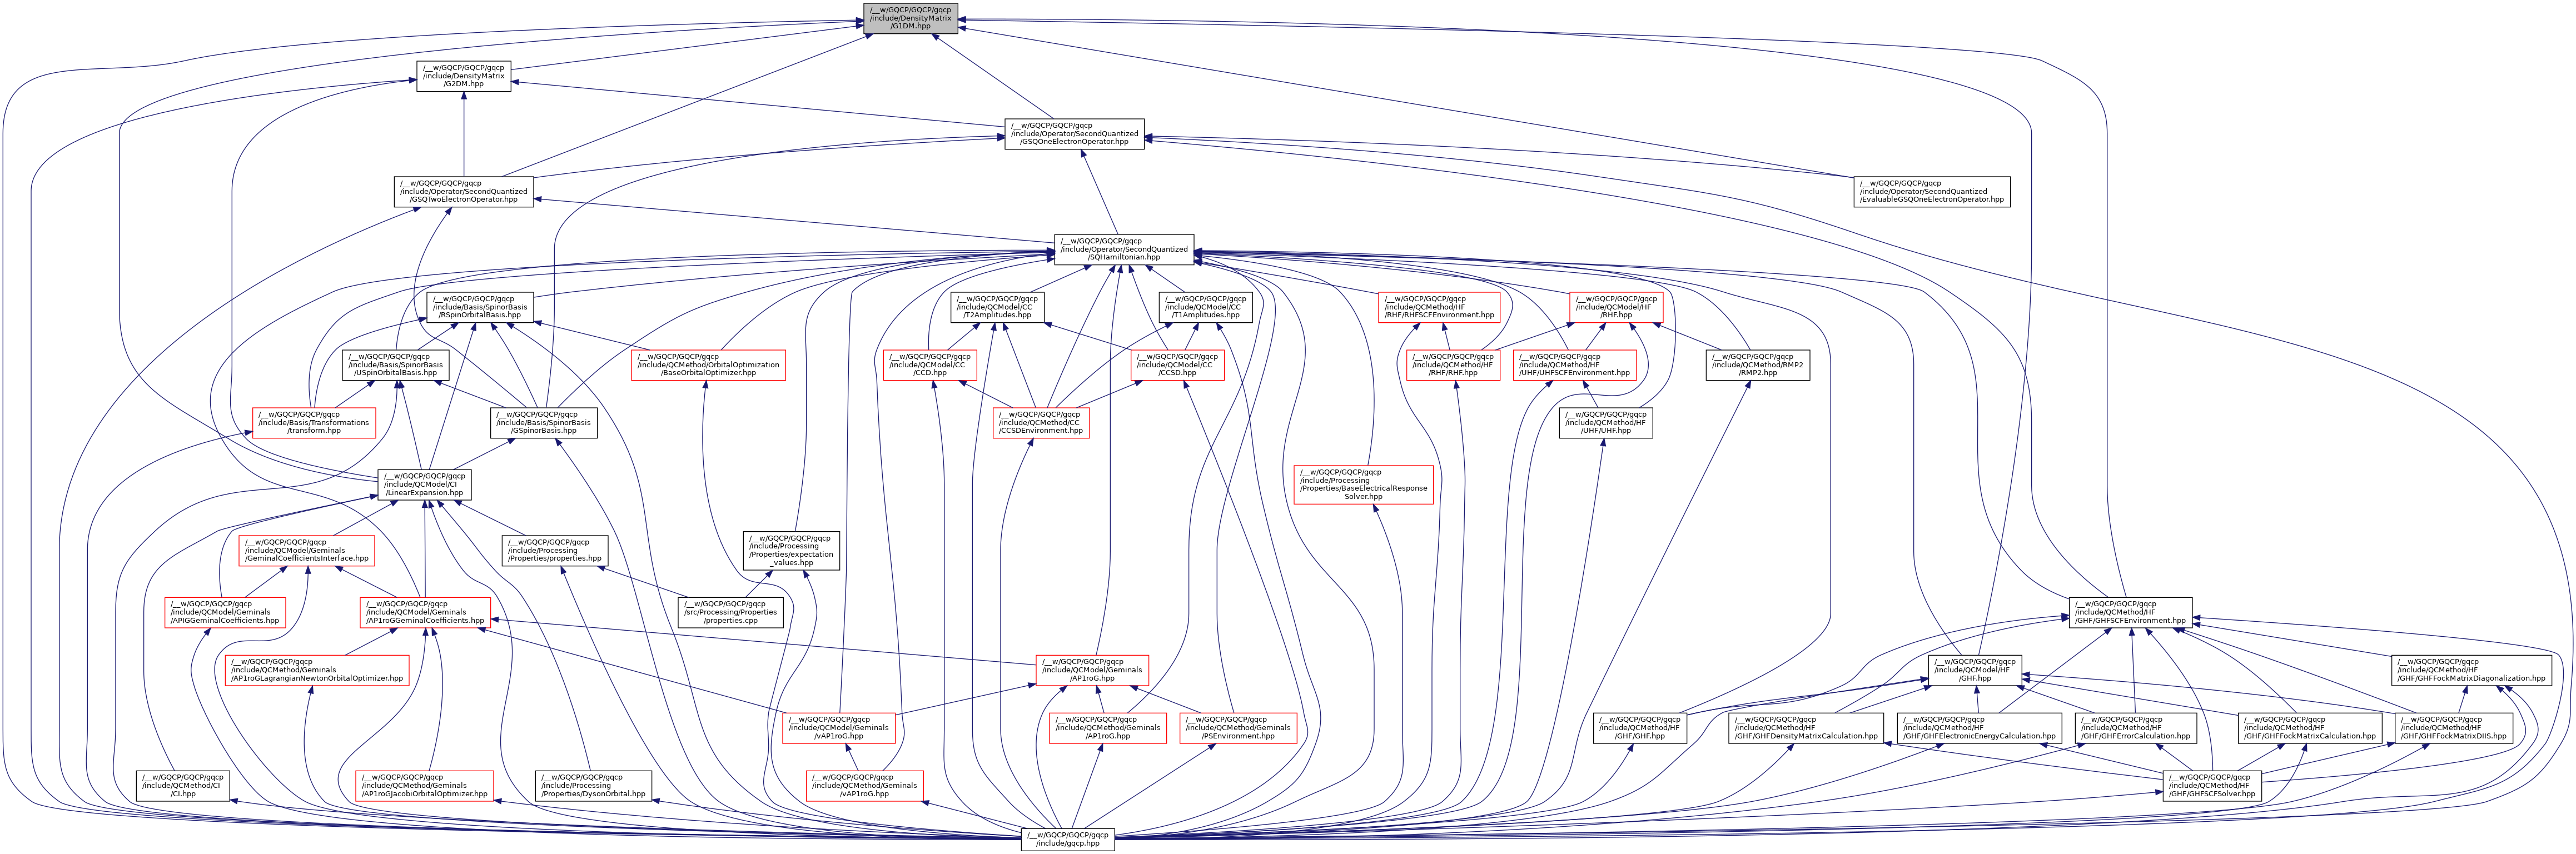 /__w/GQCP/GQCP/gqcp
/include/DensityMatrix
/G1DM.hpp
/__w/GQCP/GQCP/gqcp
/include/DensityMatrix
/G2DM.hpp
/__w/GQCP/GQCP/gqcp
/include/Operator/SecondQuantized
/GSQOneElectronOperator.hpp
/__w/GQCP/GQCP/gqcp
/include/Operator/SecondQuantized
/GSQTwoElectronOperator.hpp
/__w/GQCP/GQCP/gqcp
/include/Operator/SecondQuantized
/EvaluableGSQOneElectronOperator.hpp
/__w/GQCP/GQCP/gqcp
/include/Operator/SecondQuantized
/SQHamiltonian.hpp
/__w/GQCP/GQCP/gqcp
/include/Basis/SpinorBasis
/RSpinOrbitalBasis.hpp
/__w/GQCP/GQCP/gqcp
/include/QCModel/CC
/T2Amplitudes.hpp
/__w/GQCP/GQCP/gqcp
/include/QCModel/CC
/T1Amplitudes.hpp
/__w/GQCP/GQCP/gqcp
/include/QCMethod/HF
/RHF/RHFSCFEnvironment.hpp
/__w/GQCP/GQCP/gqcp
/include/QCModel/HF
/RHF.hpp
/__w/GQCP/GQCP/gqcp
/include/Basis/SpinorBasis
/USpinOrbitalBasis.hpp
/__w/GQCP/GQCP/gqcp
/include/QCMethod/OrbitalOptimization
/BaseOrbitalOptimizer.hpp
/__w/GQCP/GQCP/gqcp
/include/QCModel/CC
/CCD.hpp
/__w/GQCP/GQCP/gqcp
/include/QCModel/CC
/CCSD.hpp
/__w/GQCP/GQCP/gqcp
/include/QCMethod/HF
/RHF/RHF.hpp
/__w/GQCP/GQCP/gqcp
/include/QCMethod/HF
/UHF/UHFSCFEnvironment.hpp
/__w/GQCP/GQCP/gqcp
/include/QCMethod/RMP2
/RMP2.hpp
/__w/GQCP/GQCP/gqcp
/include/Basis/Transformations
/transform.hpp
/__w/GQCP/GQCP/gqcp
/include/Basis/SpinorBasis
/GSpinorBasis.hpp
/__w/GQCP/GQCP/gqcp
/include/QCMethod/CC
/CCSDEnvironment.hpp
/__w/GQCP/GQCP/gqcp
/include/QCMethod/HF
/UHF/UHF.hpp
/__w/GQCP/GQCP/gqcp
/include/QCModel/CI
/LinearExpansion.hpp
/__w/GQCP/GQCP/gqcp
/include/Processing
/Properties/BaseElectricalResponse
Solver.hpp
/__w/GQCP/GQCP/gqcp
/include/QCModel/Geminals
/GeminalCoefficientsInterface.hpp
/__w/GQCP/GQCP/gqcp
/include/Processing
/Properties/properties.hpp
/__w/GQCP/GQCP/gqcp
/include/Processing
/Properties/expectation
_values.hpp
/__w/GQCP/GQCP/gqcp
/include/QCModel/Geminals
/APIGGeminalCoefficients.hpp
/__w/GQCP/GQCP/gqcp
/include/QCModel/Geminals
/AP1roGGeminalCoefficients.hpp
/__w/GQCP/GQCP/gqcp
/src/Processing/Properties
/properties.cpp
/__w/GQCP/GQCP/gqcp
/include/QCMethod/HF
/GHF/GHFSCFEnvironment.hpp
/__w/GQCP/GQCP/gqcp
/include/QCMethod/Geminals
/AP1roGLagrangianNewtonOrbitalOptimizer.hpp
/__w/GQCP/GQCP/gqcp
/include/QCModel/Geminals
/AP1roG.hpp
/__w/GQCP/GQCP/gqcp
/include/QCModel/HF
/GHF.hpp
/__w/GQCP/GQCP/gqcp
/include/QCMethod/HF
/GHF/GHFFockMatrixDiagonalization.hpp
/__w/GQCP/GQCP/gqcp
/include/QCModel/Geminals
/vAP1roG.hpp
/__w/GQCP/GQCP/gqcp
/include/QCMethod/Geminals
/AP1roG.hpp
/__w/GQCP/GQCP/gqcp
/include/QCMethod/Geminals
/PSEnvironment.hpp
/__w/GQCP/GQCP/gqcp
/include/QCMethod/HF
/GHF/GHF.hpp
/__w/GQCP/GQCP/gqcp
/include/QCMethod/HF
/GHF/GHFDensityMatrixCalculation.hpp
/__w/GQCP/GQCP/gqcp
/include/QCMethod/HF
/GHF/GHFElectronicEnergyCalculation.hpp
/__w/GQCP/GQCP/gqcp
/include/QCMethod/HF
/GHF/GHFErrorCalculation.hpp
/__w/GQCP/GQCP/gqcp
/include/QCMethod/HF
/GHF/GHFFockMatrixCalculation.hpp
/__w/GQCP/GQCP/gqcp
/include/QCMethod/HF
/GHF/GHFFockMatrixDIIS.hpp
/__w/GQCP/GQCP/gqcp
/include/QCMethod/CI
/CI.hpp
/__w/GQCP/GQCP/gqcp
/include/QCMethod/Geminals
/AP1roGJacobiOrbitalOptimizer.hpp
/__w/GQCP/GQCP/gqcp
/include/Processing
/Properties/DysonOrbital.hpp
/__w/GQCP/GQCP/gqcp
/include/QCMethod/Geminals
/vAP1roG.hpp
/__w/GQCP/GQCP/gqcp
/include/QCMethod/HF
/GHF/GHFSCFSolver.hpp
/__w/GQCP/GQCP/gqcp
/include/gqcp.hpp